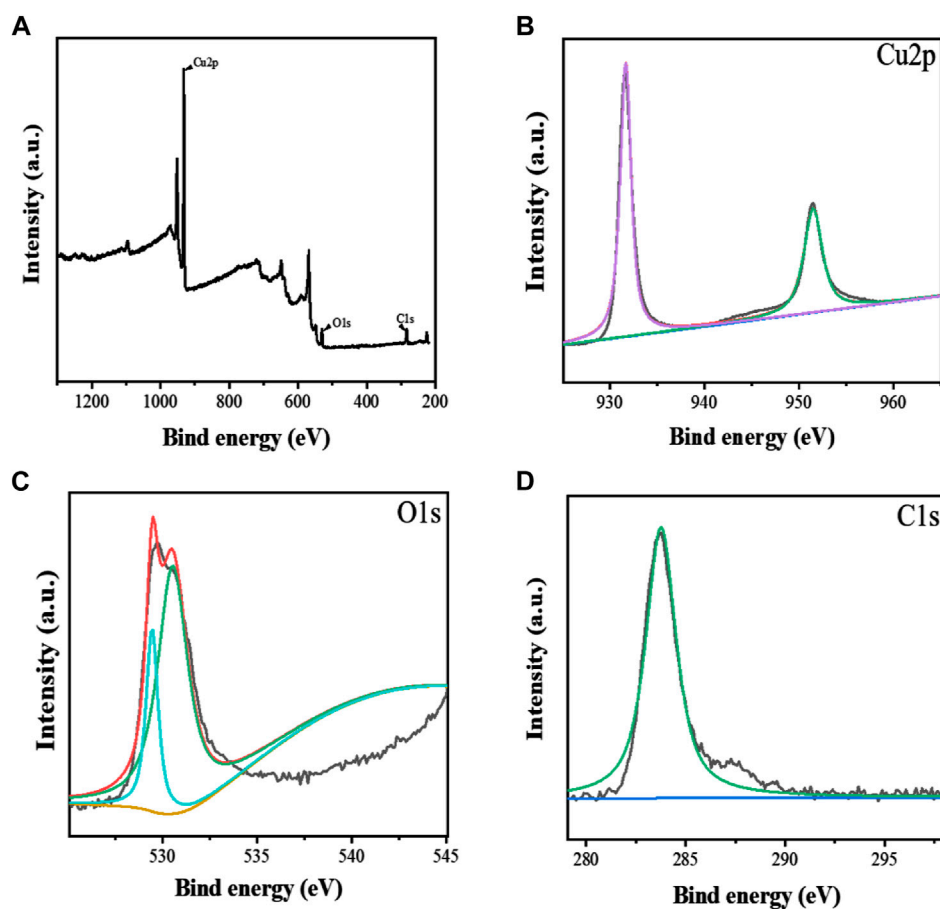 A
Cu2p
O1s
C1s
Intensity (a.u.)
1200 1000 800 600 400 200
Bind energy (eV)
B
Cu2p
Intensity (a.u.)
930 940 950 960
Bind energy (eV)
C
O1s
Intensity (a.u.)
530 535 540 545
Bind energy (eV)
D
C1s
Intensity (a.u.)
280 285 290 295
Bind energy (eV)